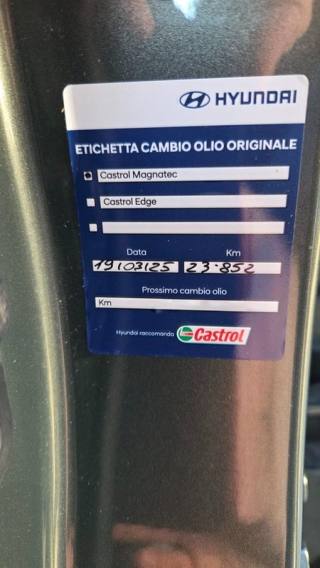 HYUNDAI
ETICHETTA CAMBIO OLIO ORIGINALE
Castrol Magnatec
Castrol Edge
Data Km
19/03/25 23.852
Prossimo cambio olio
Km
Hyundai raccomanda Castrol